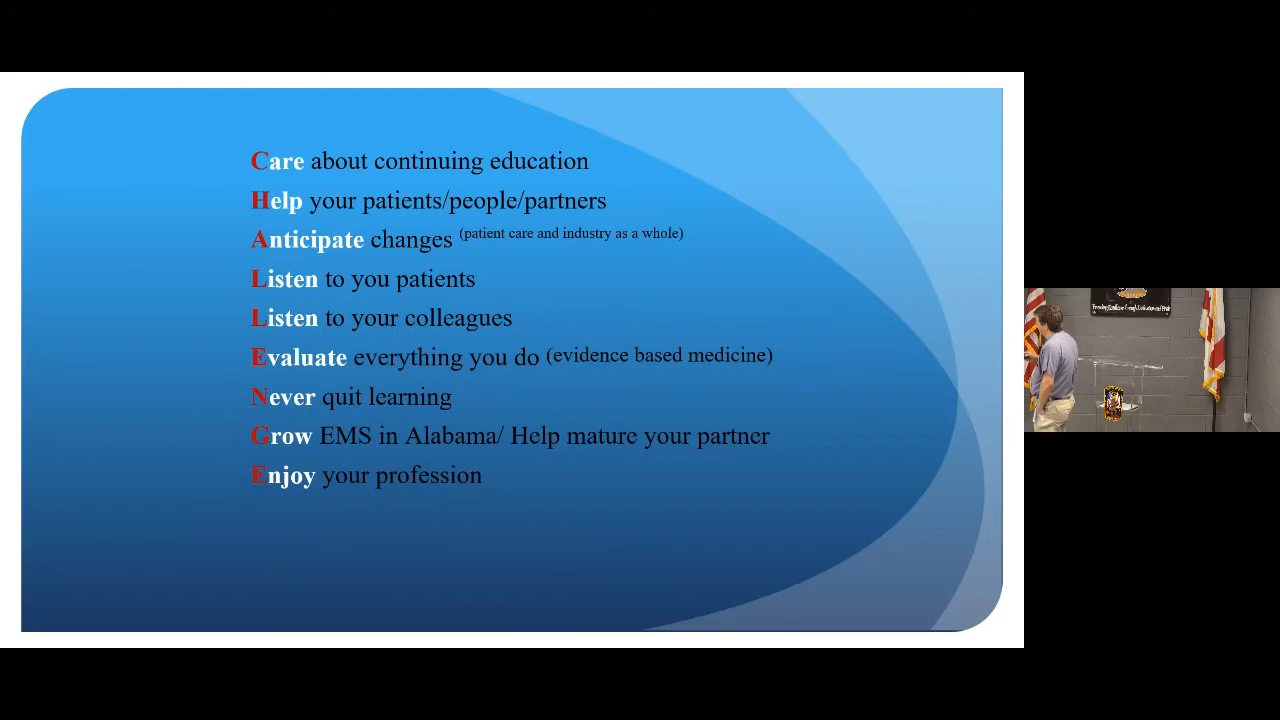 Care about continuing education
Help your patients/people/partners
Anticipate changes (patient care and industry as a whole)
Listen to you patients
Listen to your colleagues
Evaluate everything you do (evidence based medicine)
Never quit learning
Grow EMS in Alabama/ Help mature your partner
Enjoy your profession